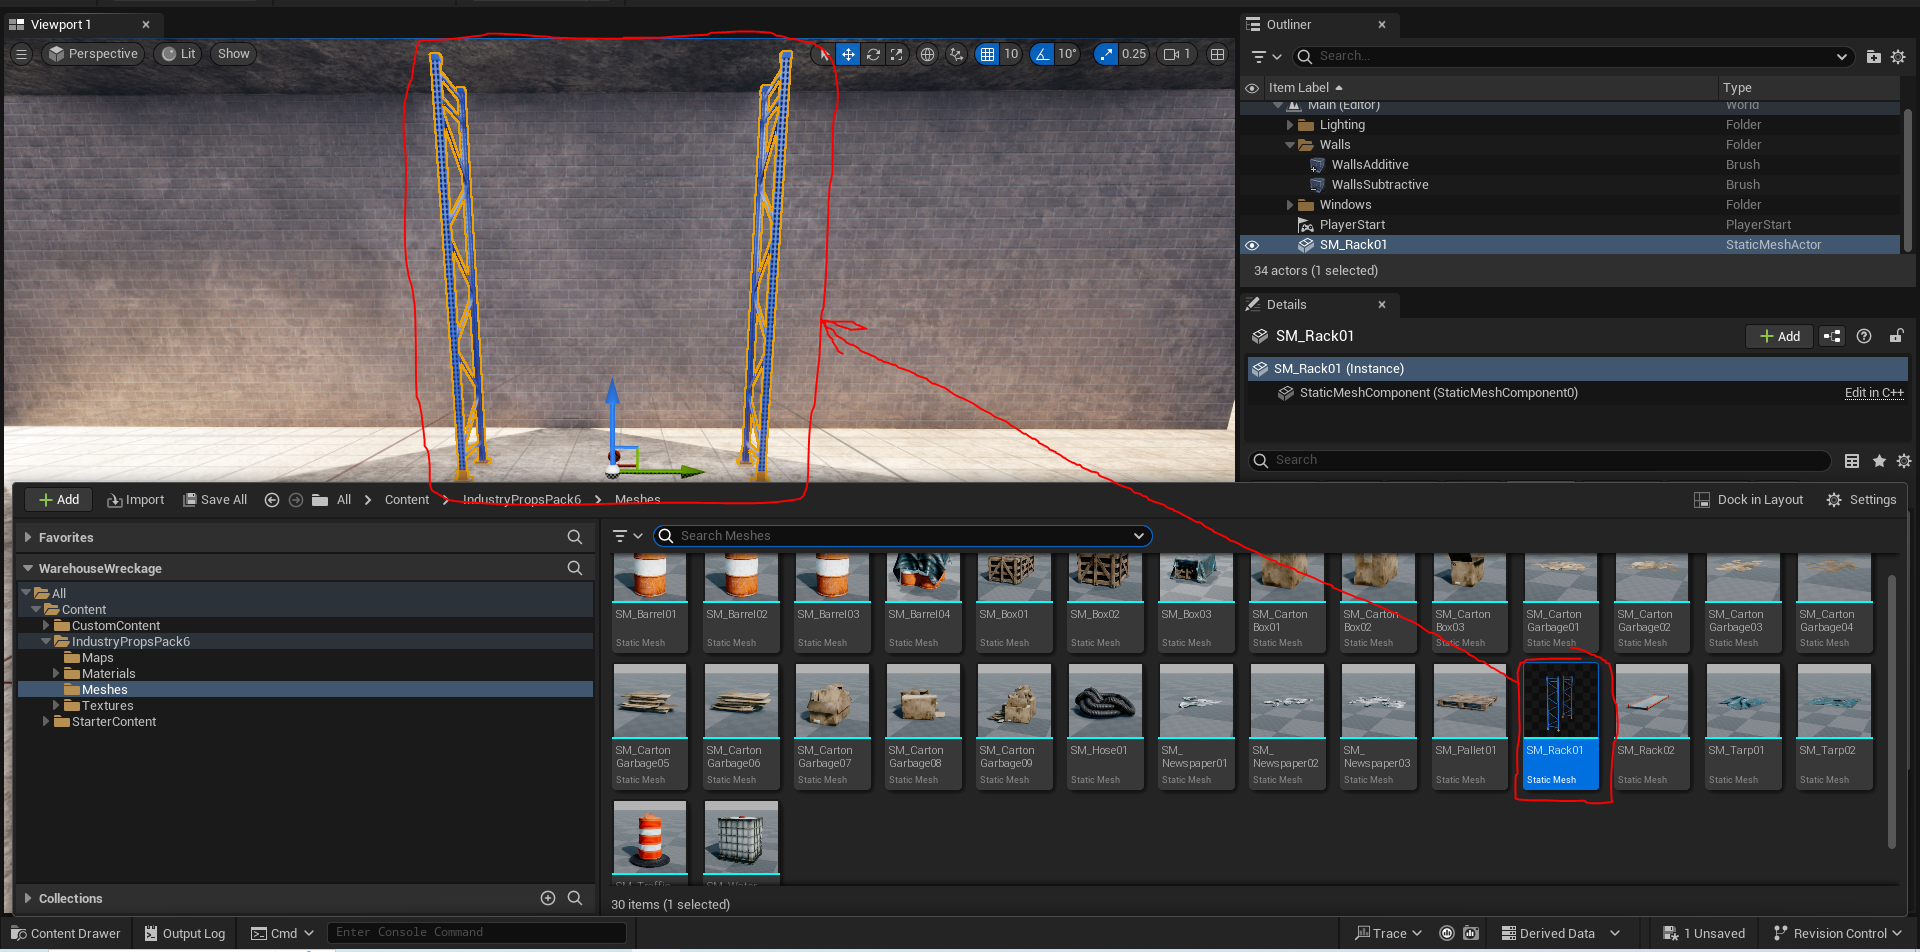 Viewport 1
Perspective
Lit
Show
10
10°
0.25
1
Outliner
Search...
Item Label
Type
Main (Editor)
World
Lighting
Folder
Walls
Folder
WallsAdditive
Brush
WallsSubtractive
Brush
Windows
Folder
PlayerStart
PlayerStart
SM_Rack01
StaticMeshActor
34 actors (1 selected)
Details
SM_Rack01
Add
SM_Rack01 (Instance)
StaticMeshComponent (StaticMeshComponent0)
Edit in C++
Search
Add
Import
Save All
All
Content
IndustryPropsPack6
Meshes
Dock in Layout
Settings
Favorites
WarehouseWreckage
All
Content
CustomContent
IndustryPropsPack6
Maps
Materials
Meshes
Textures
StarterContent
Collections
Search Meshes
SM_Barrel01
Static Mesh
SM_Barrel02
Static Mesh
SM_Barrel03
Static Mesh
SM_Barrel04
Static Mesh
SM_Box01
Static Mesh
SM_Box02
Static Mesh
SM_Box03
Static Mesh
SM_Carton
Box01
Static Mesh
SM_Carton
Box02
Static Mesh
SM_Carton
Box03
Static Mesh
SM_Carton
Garbage01
Static Mesh
SM_Carton
Garbage02
Static Mesh
SM_Carton
Garbage03
Static Mesh
SM_Carton
Garbage04
Static Mesh
SM_Carton
Garbage05
Static Mesh
SM_Carton
Garbage06
Static Mesh
SM_Carton
Garbage07
Static Mesh
SM_Carton
Garbage08
Static Mesh
SM_Carton
Garbage09
Static Mesh
SM_Hose01
Static Mesh
SM_
Newspaper01
Static Mesh
SM_
Newspaper02
Static Mesh
SM_
Newspaper03
Static Mesh
SM_Pallet01
Static Mesh
SM_Rack01
Static Mesh
SM_Rack02
Static Mesh
SM_Tarp01
Static Mesh
SM_Tarp02
Static Mesh
30 items (1 selected)
Content Drawer
Output Log
Cmd
Enter Console Command
Trace
Derived Data
1 Unsaved
Revision Control